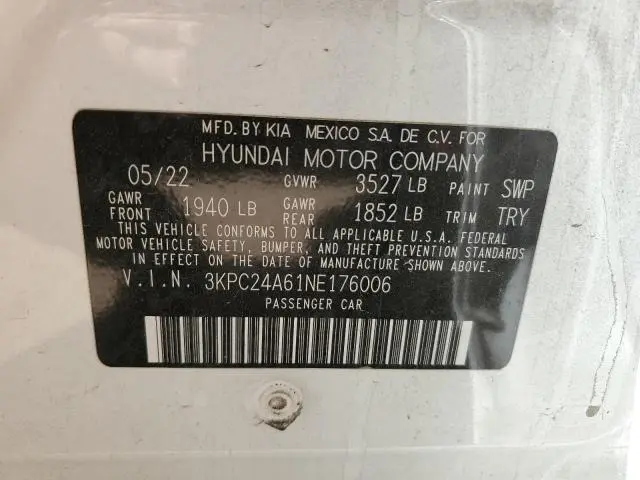 MFD. BY KIA MEXICO S.A. DE C.V. FOR
HYUNDAI MOTOR COMPANY
05/22 GVWR 3527 LB PAINT SWP
GAWR FRONT 1940 LB GAWR REAR 1852 LB TRIM TRY
THIS VEHICLE CONFORMS TO ALL APPLICABLE U.S.A. FEDERAL
MOTOR VEHICLE SAFETY, BUMPER, AND THEFT PREVENTION STANDARDS
IN EFFECT ON THE DATE OF MANUFACTURE SHOWN ABOVE.
V.I.N. 3KPC24A61NE176006
PASSENGER CAR